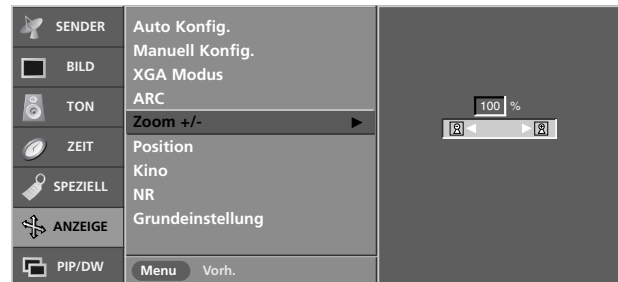 SENDER
BILD
TON
ZEIT
SPEZIELL
ANZEIGE
PIP/DW
Auto Konfig.
Manuell Konfig.
XGA Modus
ARC
Zoom +/-
Position
Kino
NR
Grundeinstellung
Menu Vorh.
100 %